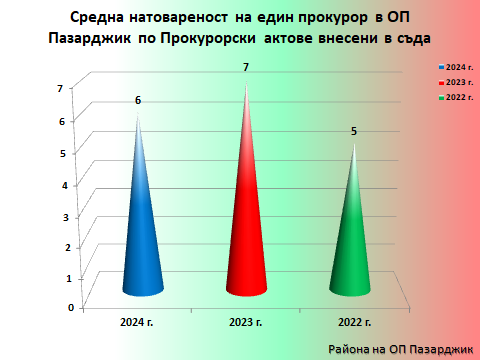 Средна натовареност на един прокурор в ОП
Пазарджик по Прокурорски актове внесени в съда
2024 г.
2023 г.
2022 г.
7
6
5
4
3
2
1
0
6
7
5
2024 г.
2023 г.
2022 г.
Района на ОП Пазарджик